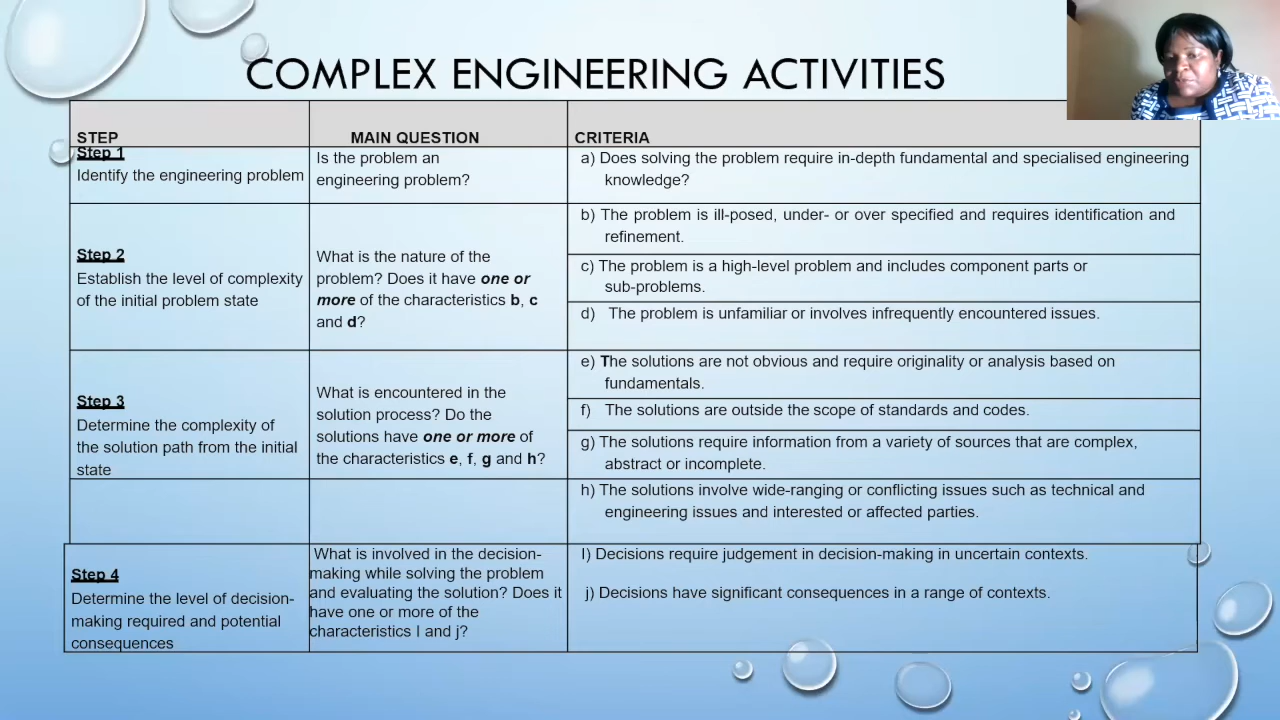 COMPLEX ENGINEERING ACTIVITIES
STEP
MAIN QUESTION
CRITERIA
Step 1
Identify the engineering problem
Is the problem an
engineering problem?
a) Does solving the problem require in-depth fundamental and specialised engineering
knowledge?
Step 2
Establish the level of complexity
of the initial problem state
What is the nature of the
problem? Does it have one or
more of the characteristics b, c
and d?
b) The problem is ill-posed, under- or over specified and requires identification and
refinement.
c) The problem is a high-level problem and includes component parts or
sub-problems.
d) The problem is unfamiliar or involves infrequently encountered issues.
Step 3
Determine the complexity of
the solution path from the initial
state
What is encountered in the
solution process? Do the
solutions have one or more of
the characteristics e, f, g and h?
e) The solutions are not obvious and require originality or analysis based on
fundamentals.
f) The solutions are outside the scope of standards and codes.
g) The solutions require information from a variety of sources that are complex,
abstract or incomplete.
h) The solutions involve wide-ranging or conflicting issues such as technical and
engineering issues and interested or affected parties.
Step 4
Determine the level of decision-
making required and potential
consequences
What is involved in the decision-
making while solving the problem
and evaluating the solution? Does it
have one or more of the
characteristics I and j?
I) Decisions require judgement in decision-making in uncertain contexts.
j) Decisions have significant consequences in a range of contexts.